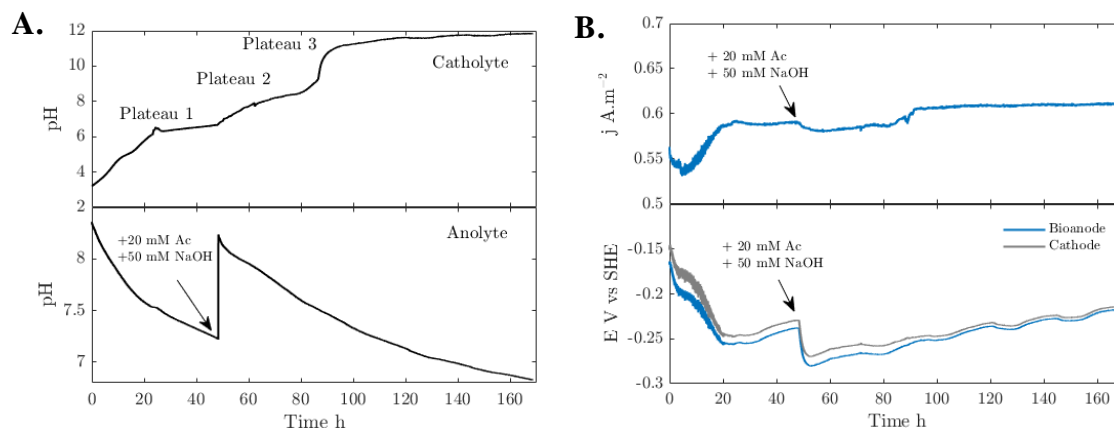 A.
12
10
8
6
4
2
pH
Plateau 1
Plateau 2
Plateau 3
Catholyte
8
7.5
7
pH
+20 mM Ac
+50 mM NaOH
Anolyte
0 20 40 60 80 100 120 140 160
Time h
B.
0.7
0.6
0.55
0.5
j A.m⁻²
+ 20 mM Ac
+ 50 mM NaOH
-0.15
-0.2
-0.25
-0.3
E V vs SHE
+ 20 mM Ac
+ 50 mM NaOH
Bioanode
Cathode
0 20 40 60 80 100 120 140 160
Time h